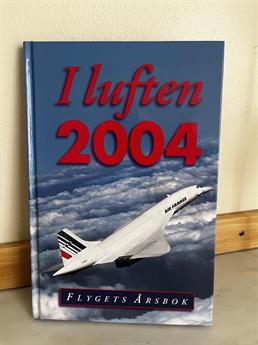 I luften
2004
AIR FRANCE
FLYGETS ÅRSBOK